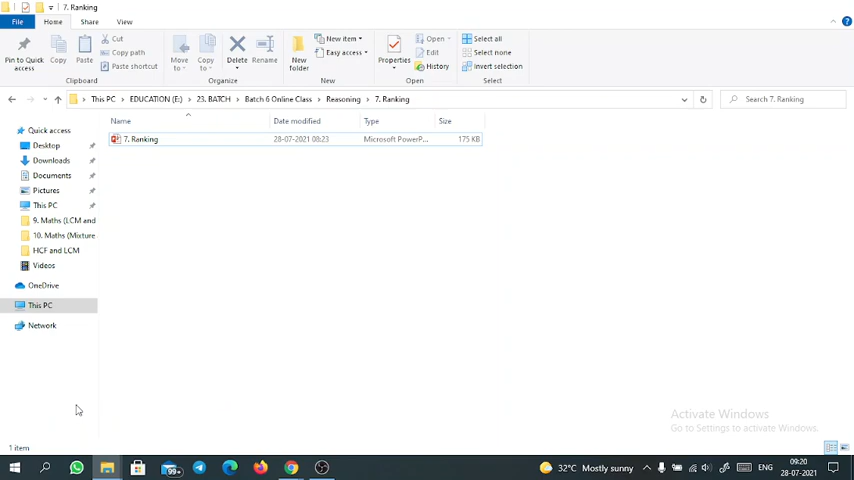 7. Ranking
File Home Share View
Pin to Quick access
Copy
Paste
Cut
Copy path
Paste shortcut
Clipboard
Move to
Copy to
Delete
Rename
Organize
New folder
New item
Easy access
New
Properties
Open
Edit
History
Open
Select all
Select none
Invert selection
Select
This PC > EDUCATION (E:) > 23. BATCH > Batch 6 Online Class > Reasoning > 7. Ranking
Search 7. Ranking
Name Date modified Type Size
7. Ranking 28-07-2021 08:23 Microsoft PowerP... 175 KB
Quick access
Desktop
Downloads
Documents
Pictures
This PC
9. Maths (LCM and
10. Maths (Mixture
HCF and LCM
Videos
OneDrive
This PC
Network
Activate Windows
Go to Settings to activate Windows.
1 item
99+
32°C Mostly sunny
ENG
09:20
28-07-2021